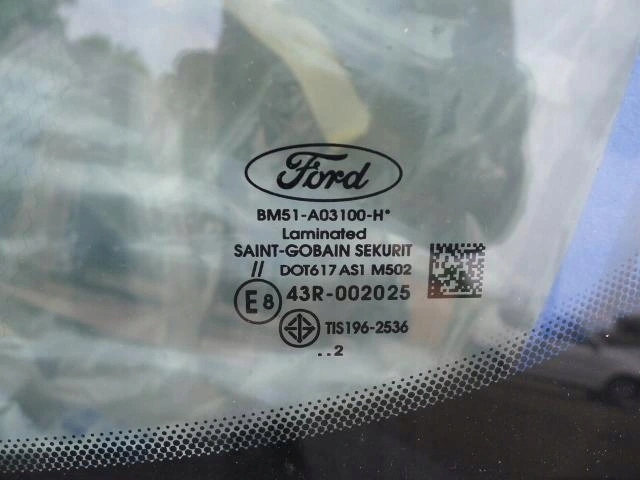 Ford
BM51-A03100-H*
Laminated
SAINT-GOBAIN SEKURIT
// DOT617 AS1 M502
E8 43R-002025
TIS196-2536
..2